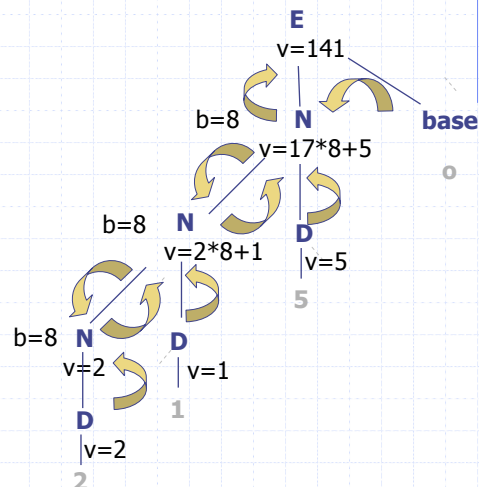 E
v=141
b=8 N base
v=17*8+5
o
b=8 N D
v=2*8+1 v=5
5
b=8 N D
v=2 v=1
1
D
v=2
2